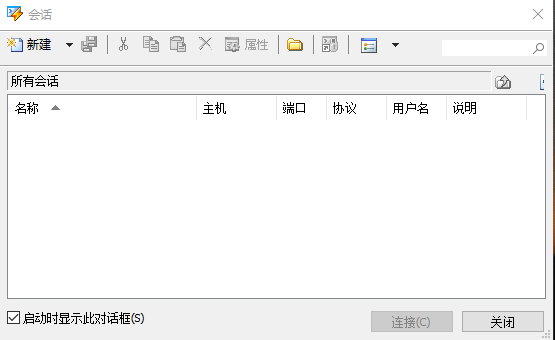 会话
新建 属性
所有会话
名称 主机 端口 协议 用户名 说明
启动时显示此对话框(S) 连接(C) 关闭